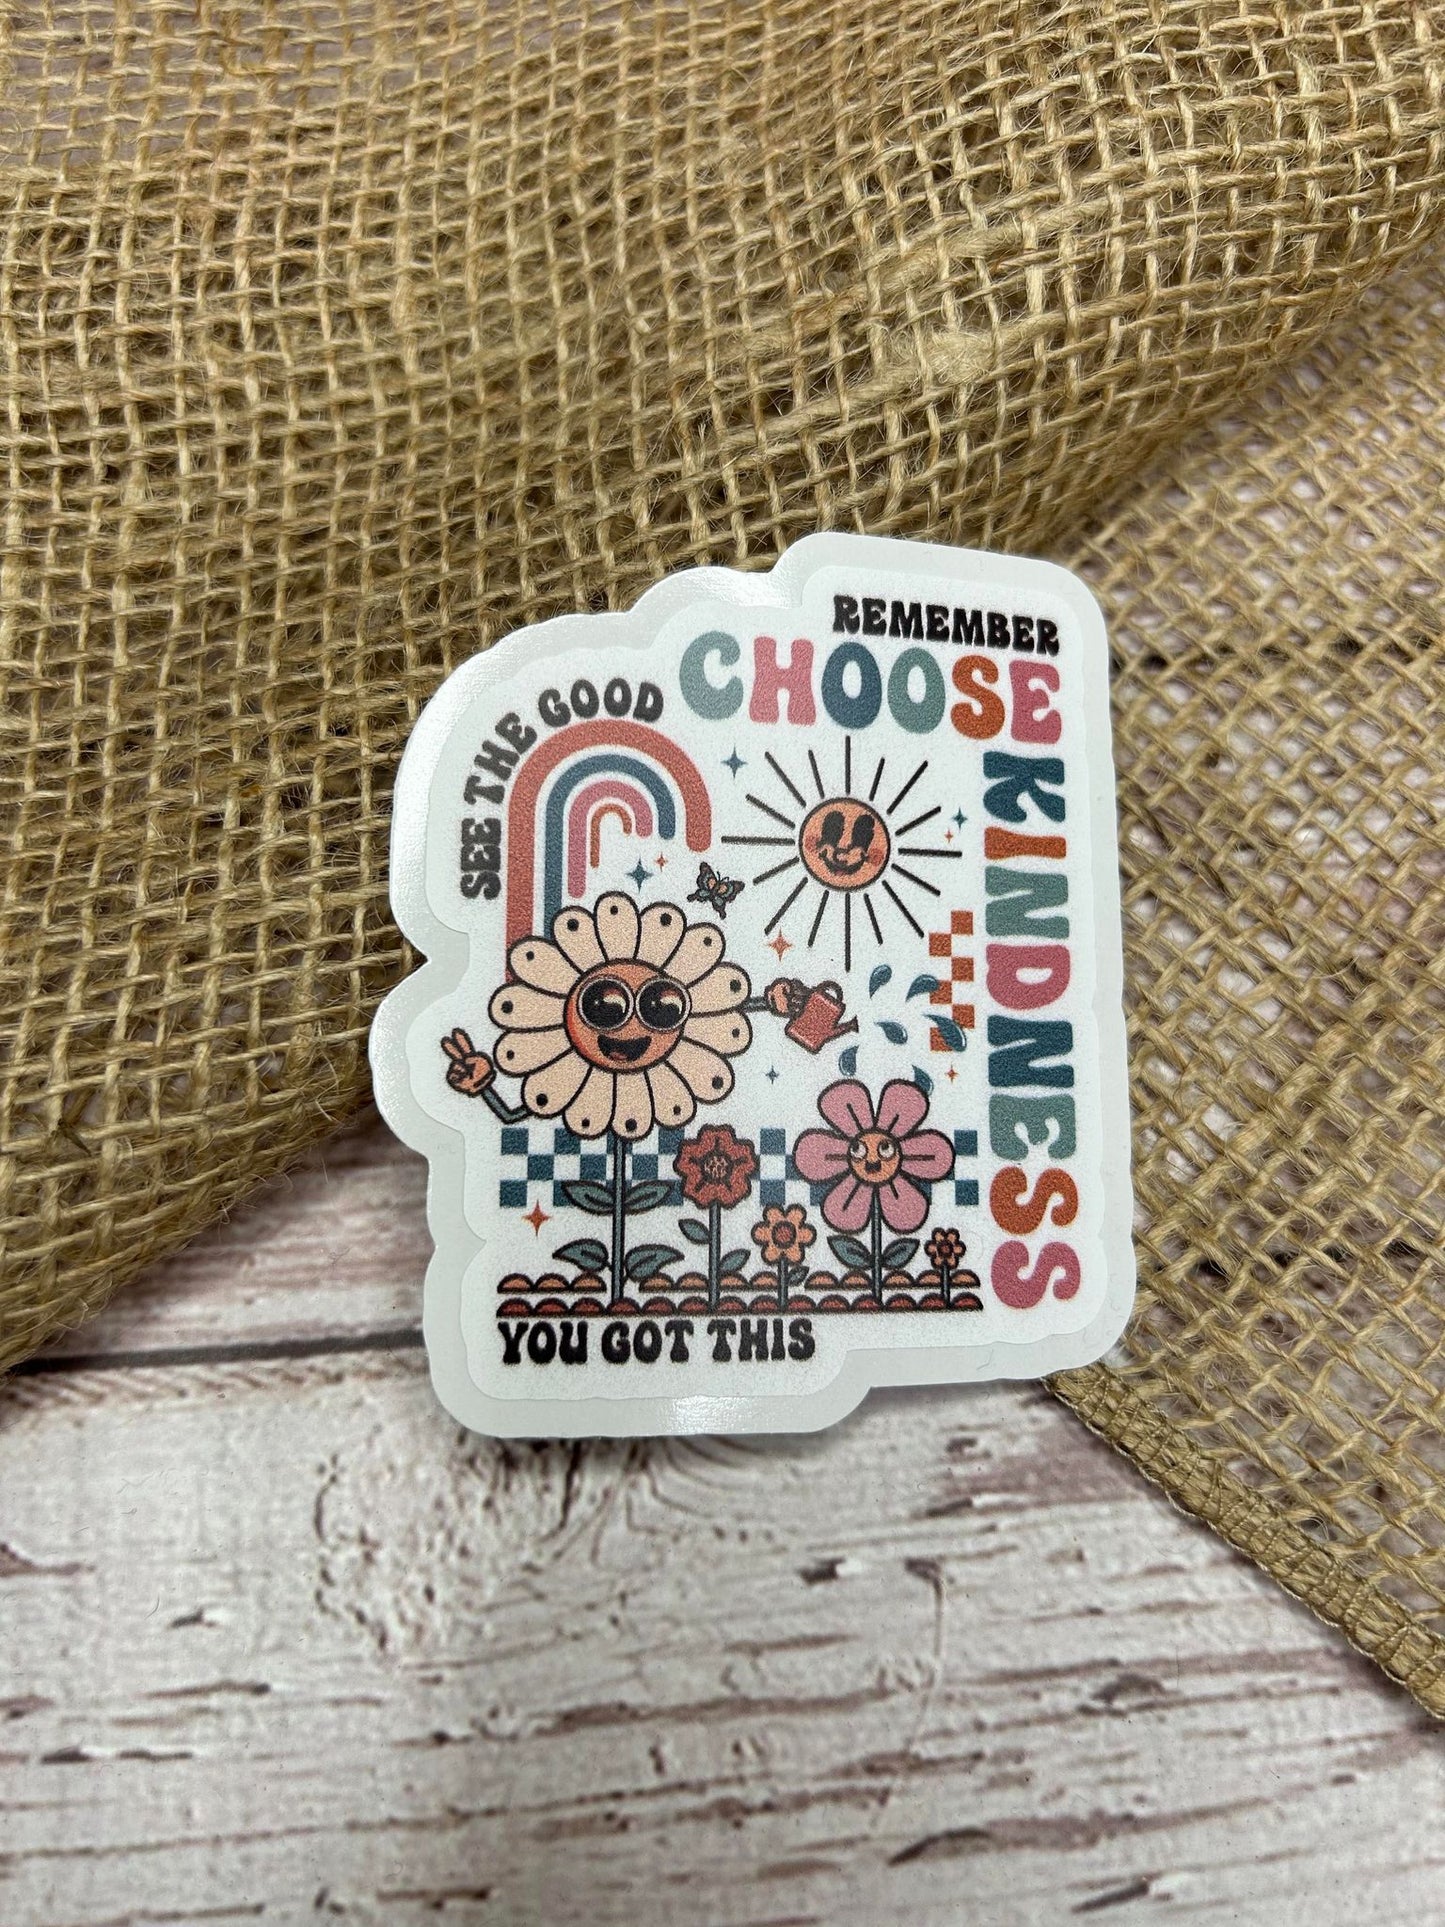 REMEMBER
CHOOSE
KINDNESS
SEE THE GOOD
YOU GOT THIS